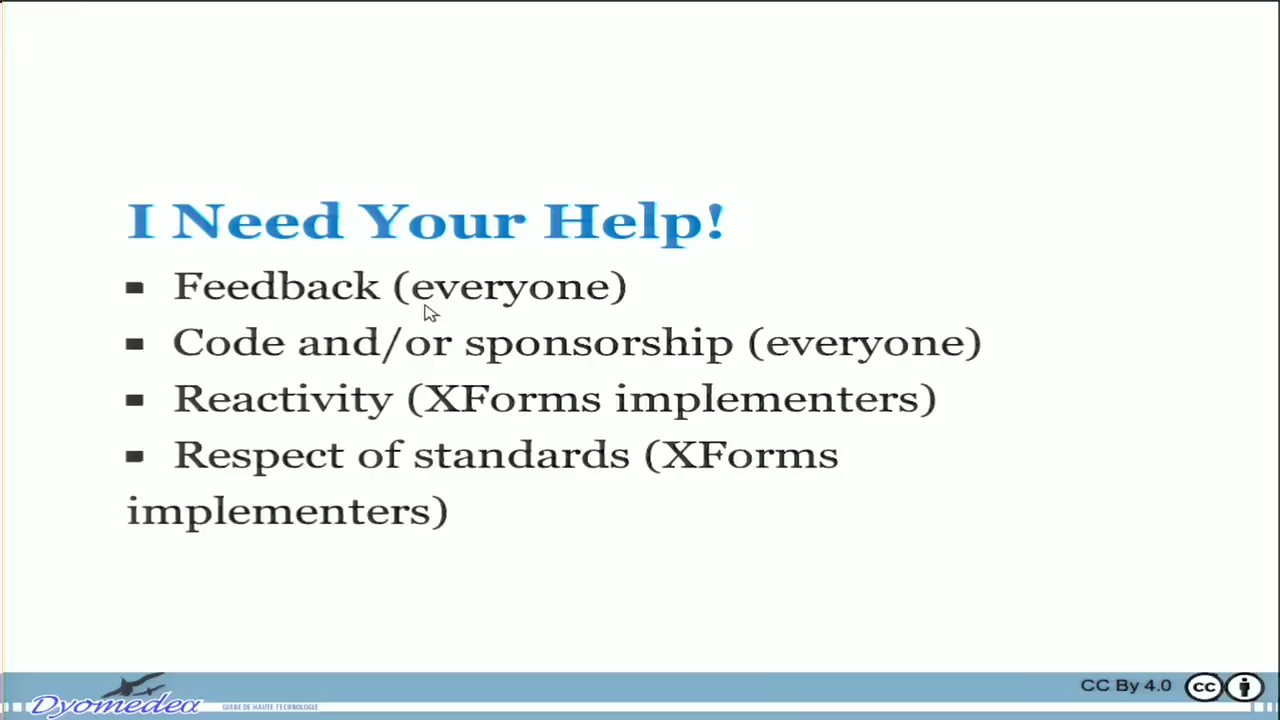 I Need Your Help!
▪ Feedback (everyone)
▪ Code and/or sponsorship (everyone)
▪ Reactivity (XForms implementers)
▪ Respect of standards (XForms
implementers)
CC By 4.0
cc
Dyomedea